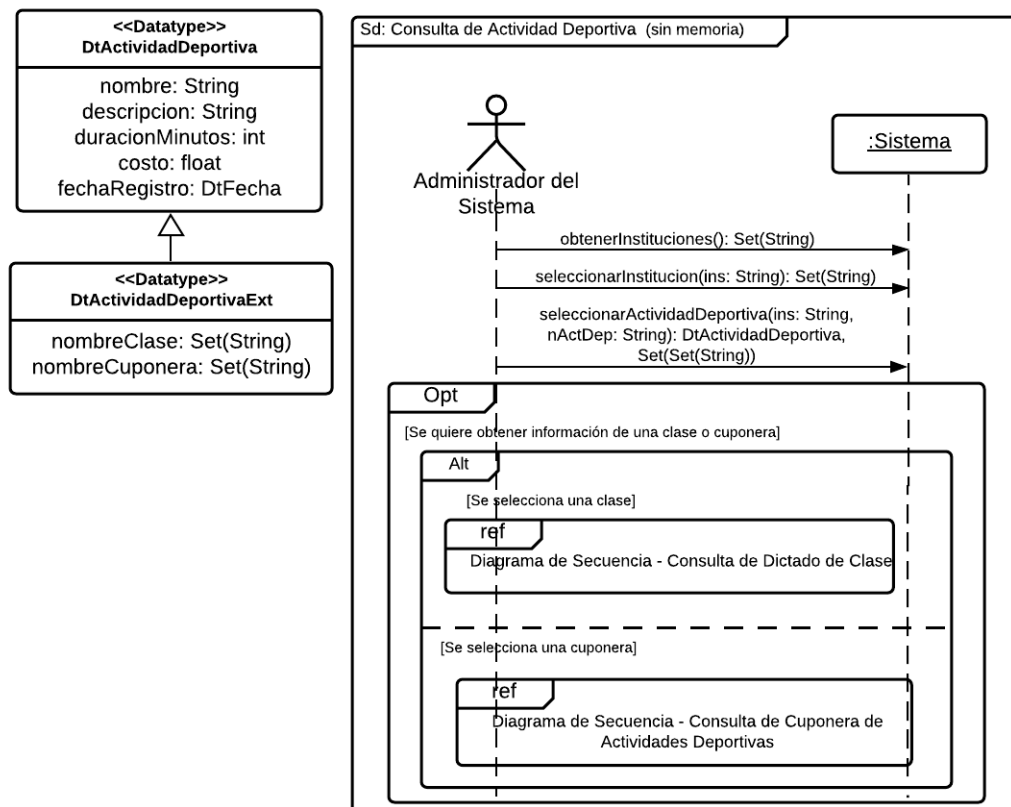 <<Datatype>>
DtActividadDeportiva
nombre: String
descripcion: String
duracionMinutos: int
costo: float
fechaRegistro: DtFecha
<<Datatype>>
DtActividadDeportivaExt
nombreClase: Set(String)
nombreCuponera: Set(String)
Sd: Consulta de Actividad Deportiva (sin memoria)
Administrador del
Sistema
:Sistema
obtenerInstituciones(): Set(String)
seleccionarInstitucion(ins: String): Set(String)
seleccionarActividadDeportiva(ins: String,
nActDep: String): DtActividadDeportiva,
Set(Set(String))
Opt
[Se quiere obtener información de una clase o cuponera]
Alt
[Se selecciona una clase]
ref
Diagrama de Secuencia - Consulta de Dictado de Clase
[Se selecciona una cuponera]
ref
Diagrama de Secuencia - Consulta de Cuponera de
Actividades Deportivas